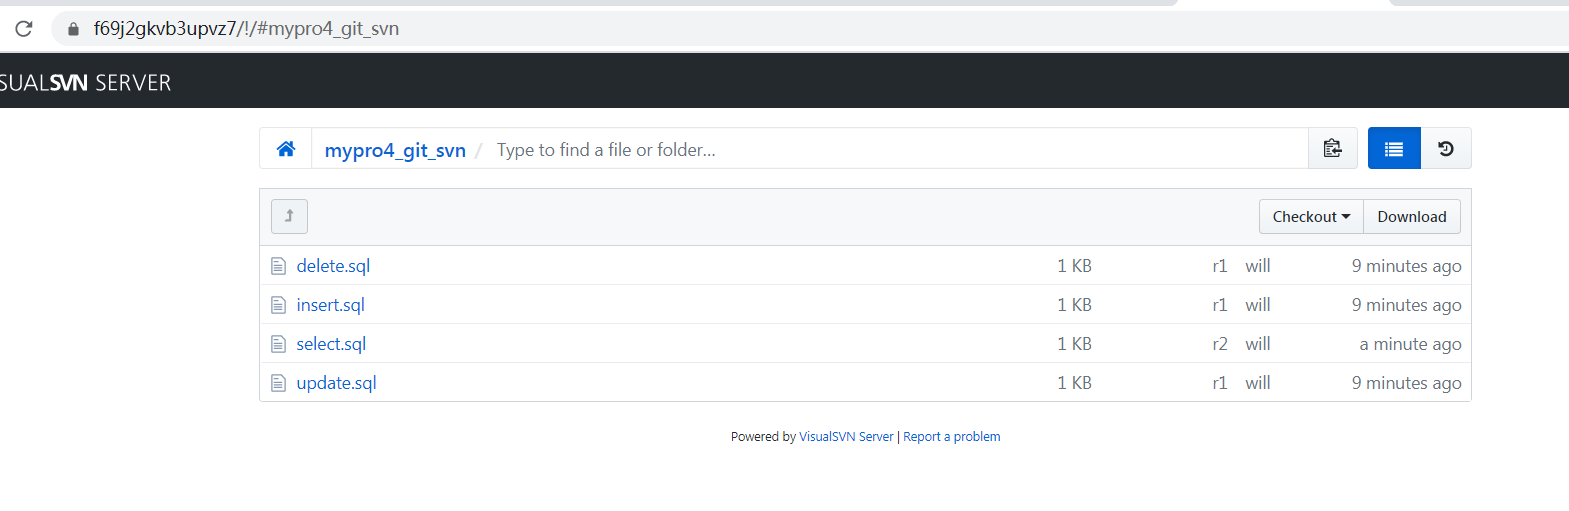 f69j2gkvb3upvz7/!/#mypro4_git_svn
SUALSVN SERVER
mypro4_git_svn / Type to find a file or folder...
Checkout Download
delete.sql 1 KB r1 will 9 minutes ago
insert.sql 1 KB r1 will 9 minutes ago
select.sql 1 KB r2 will a minute ago
update.sql 1 KB r1 will 9 minutes ago
Powered by VisualSVN Server | Report a problem